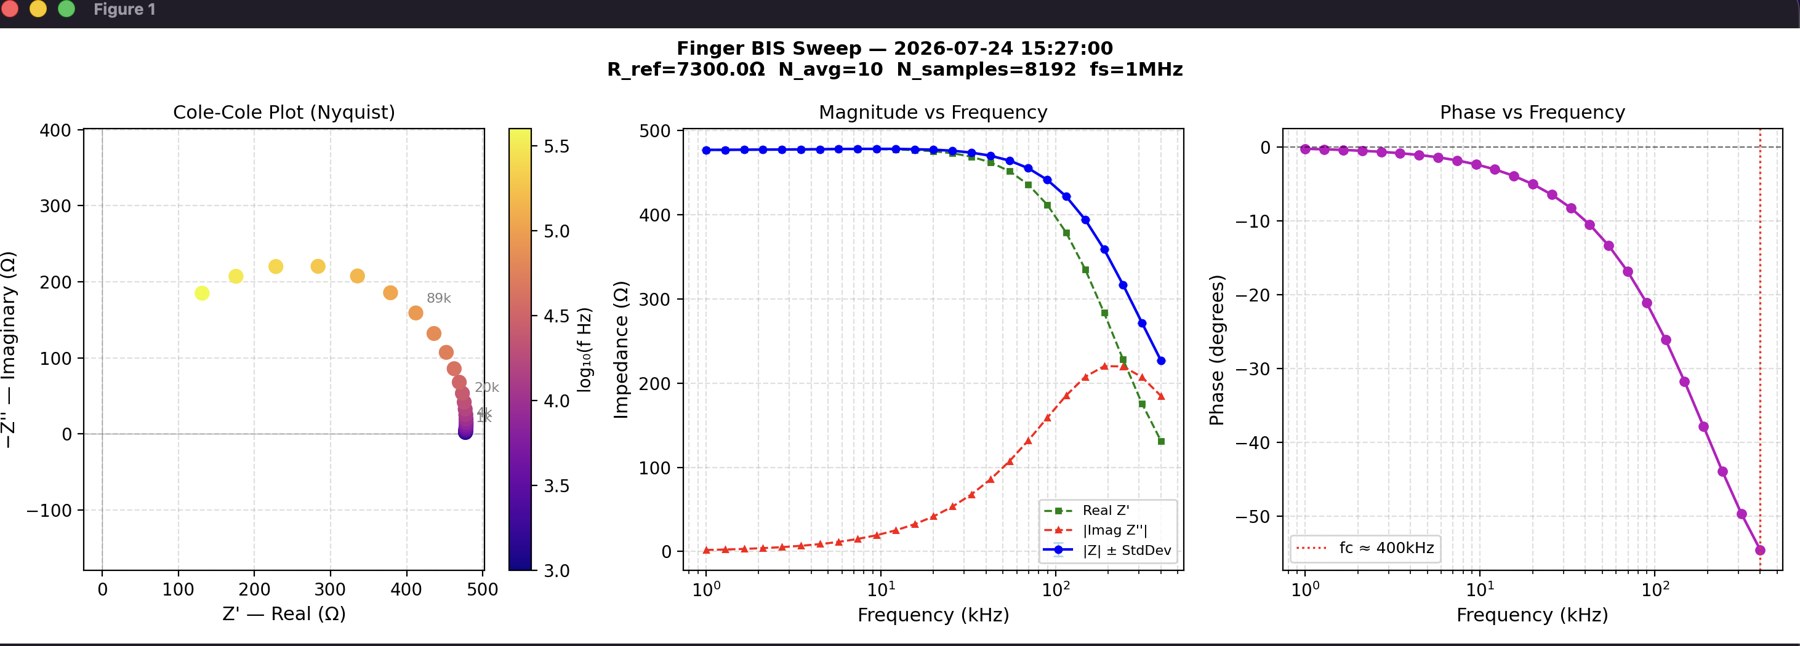 Figure 1
Finger BIS Sweep — 2026-07-24 15:27:00
R_ref=7300.0Ω  N_avg=10  N_samples=8192  fs=1MHz
Cole-Cole Plot (Nyquist)
400
300
200
100
0
−100
−Z'' — Imaginary (Ω)
89k
20k
1k
0
100
200
300
400
500
Z' — Real (Ω)
5.5
5.0
4.5
4.0
3.5
3.0
log₁₀(f Hz)
Magnitude vs Frequency
500
400
300
200
100
0
Impedance (Ω)
Real Z'
|Imag Z''|
|Z| ± StdDev
10⁰
10¹
10²
Frequency (kHz)
Phase vs Frequency
0
−10
−20
−30
−40
−50
Phase (degrees)
fc ≈ 400kHz
10⁰
10¹
10²
Frequency (kHz)